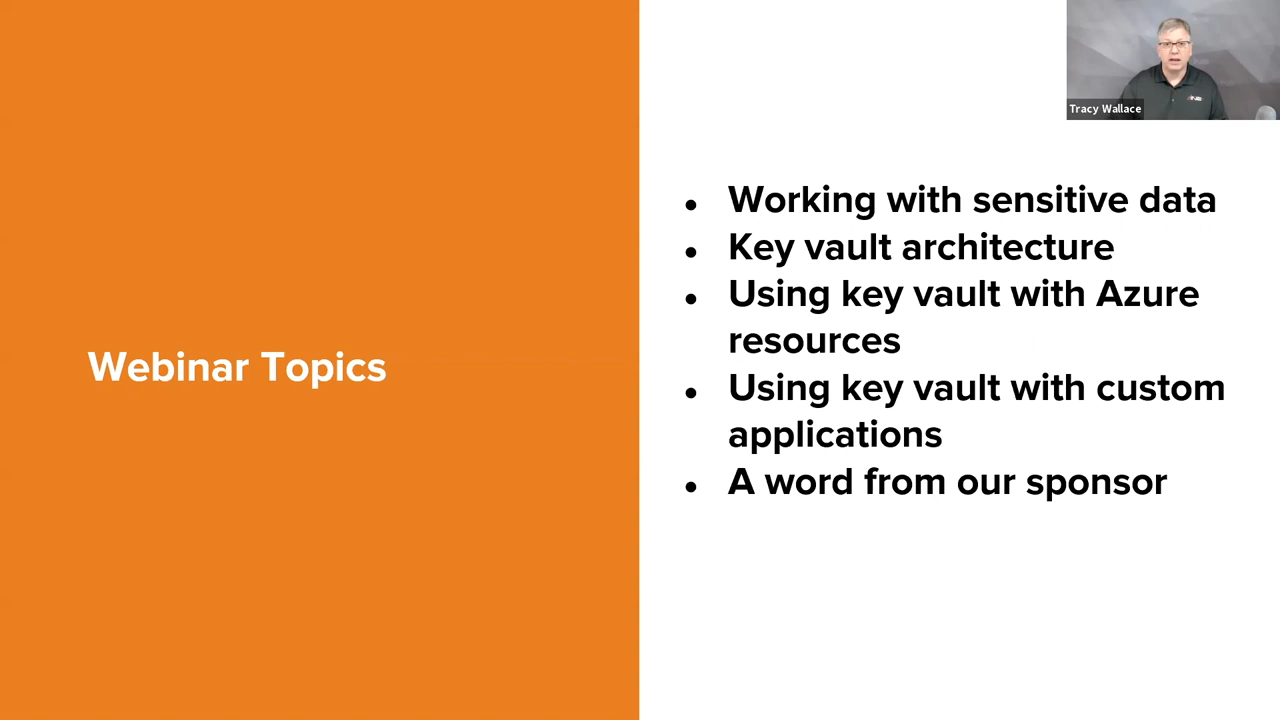 Tracy Wallace
Webinar Topics
• Working with sensitive data
• Key vault architecture
• Using key vault with Azure
resources
• Using key vault with custom
applications
• A word from our sponsor